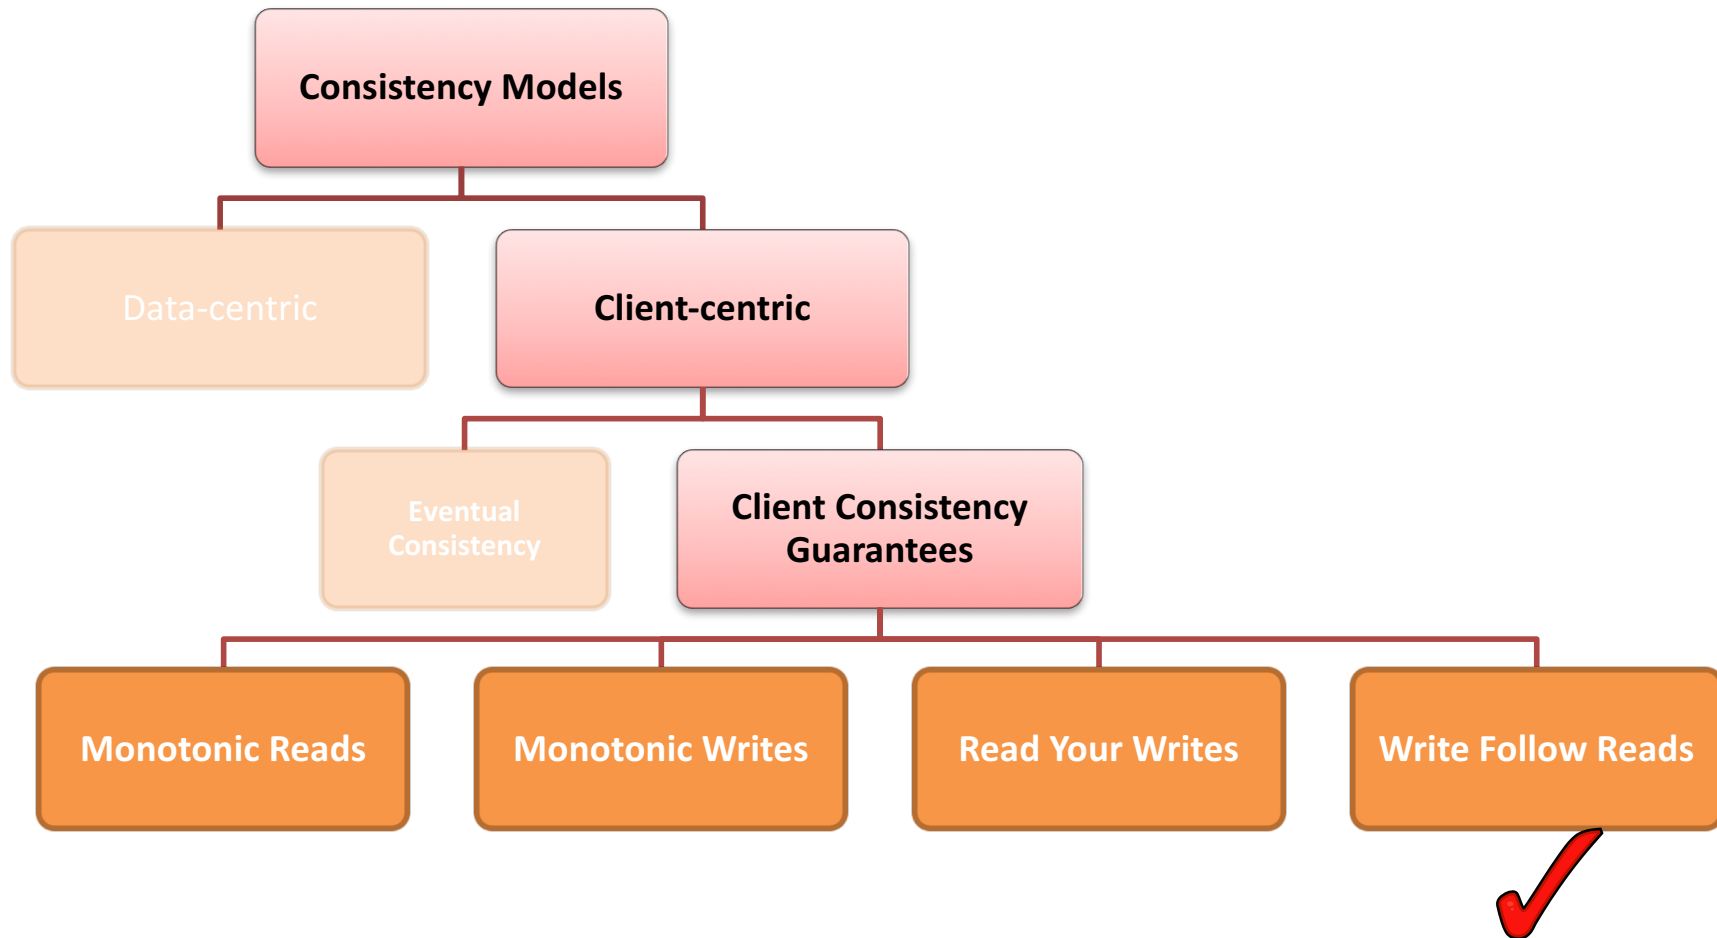 Consistency Models
Data-centric
Client-centric
Eventual
Consistency
Client Consistency
Guarantees
Monotonic Reads
Monotonic Writes
Read Your Writes
Write Follow Reads